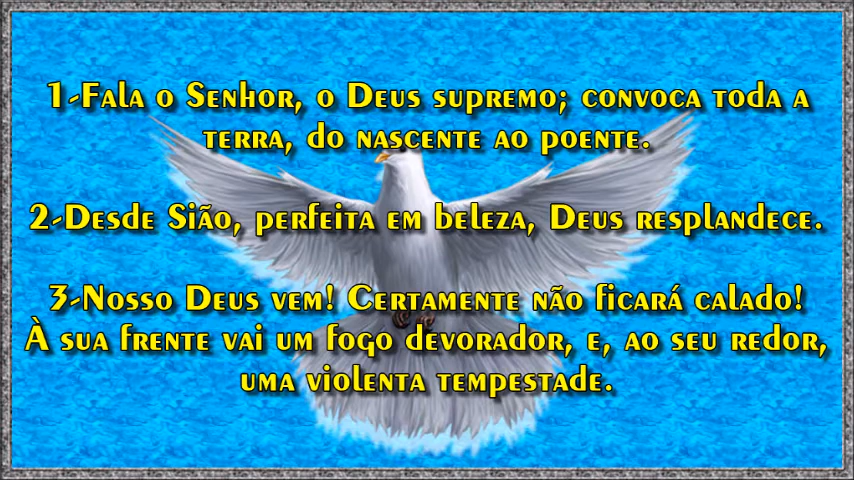 1-Fala o Senhor, o Deus supremo; convoca toda a
terra, do nascente ao poente.
2-Desde Sião, perfeita em beleza, Deus resplandece.
3-Nosso Deus vem! Certamente não ficará calado!
À sua frente vai um fogo devorador, e, ao seu redor,
uma violenta tempestade.